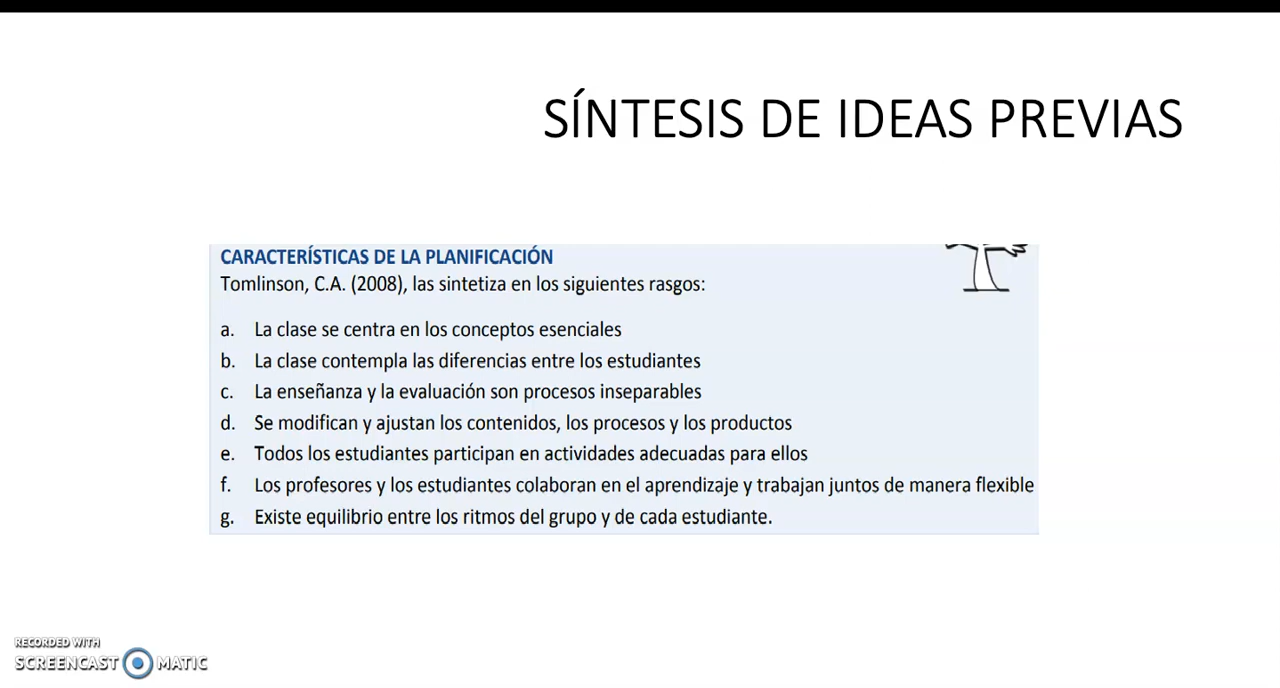 SÍNTESIS DE IDEAS PREVIAS
CARACTERÍSTICAS DE LA PLANIFICACIÓN
Tomlinson, C.A. (2008), las sintetiza en los siguientes rasgos:
a. La clase se centra en los conceptos esenciales
b. La clase contempla las diferencias entre los estudiantes
c. La enseñanza y la evaluación son procesos inseparables
d. Se modifican y ajustan los contenidos, los procesos y los productos
e. Todos los estudiantes participan en actividades adecuadas para ellos
f. Los profesores y los estudiantes colaboran en el aprendizaje y trabajan juntos de manera flexible
g. Existe equilibrio entre los ritmos del grupo y de cada estudiante.
RECORDED WITH
SCREENCAST MATIC